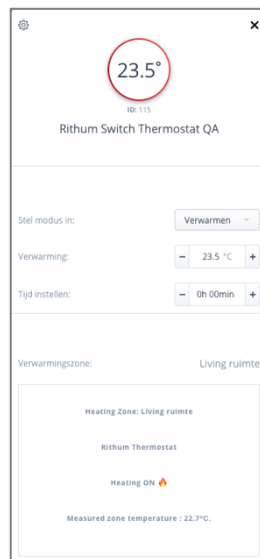 23.5°
ID: 115
Rithum Switch Thermostat QA
Stel modus in: Verwarmen
Verwarming: − 23.5 °C +
Tijd instellen: − 0h 00min +
Verwarmingszone: Living ruimte
Heating Zone: Living ruimte
Rithum Thermostat
Heating ON 🔥
Measured zone temperature : 22.7°C.